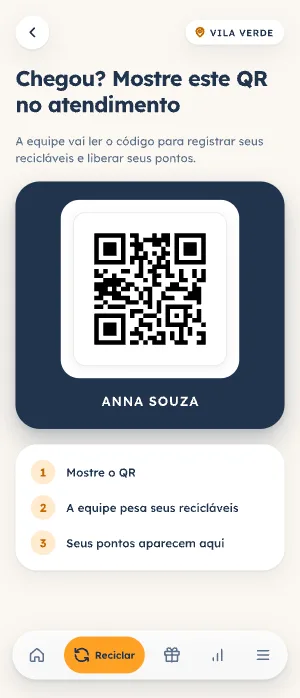 VILA VERDE
Chegou? Mostre este QR
no atendimento
A equipe vai ler o código para registrar seus
recicláveis e liberar seus pontos.
ANNA SOUZA
1 Mostre o QR
2 A equipe pesa seus recicláveis
3 Seus pontos aparecem aqui
Reciclar